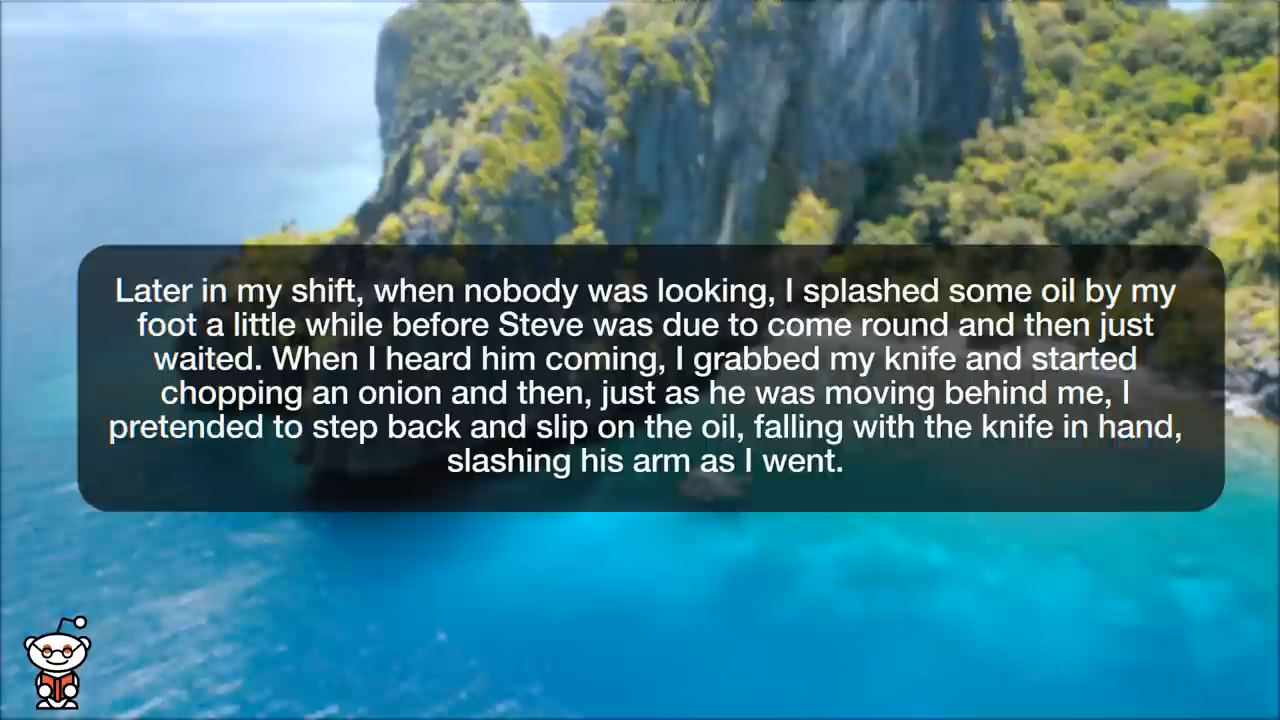 Later in my shift, when nobody was looking, I splashed some oil by my
foot a little while before Steve was due to come round and then just
waited. When I heard him coming, I grabbed my knife and started
chopping an onion and then, just as he was moving behind me, I
pretended to step back and slip on the oil, falling with the knife in hand,
slashing his arm as I went.